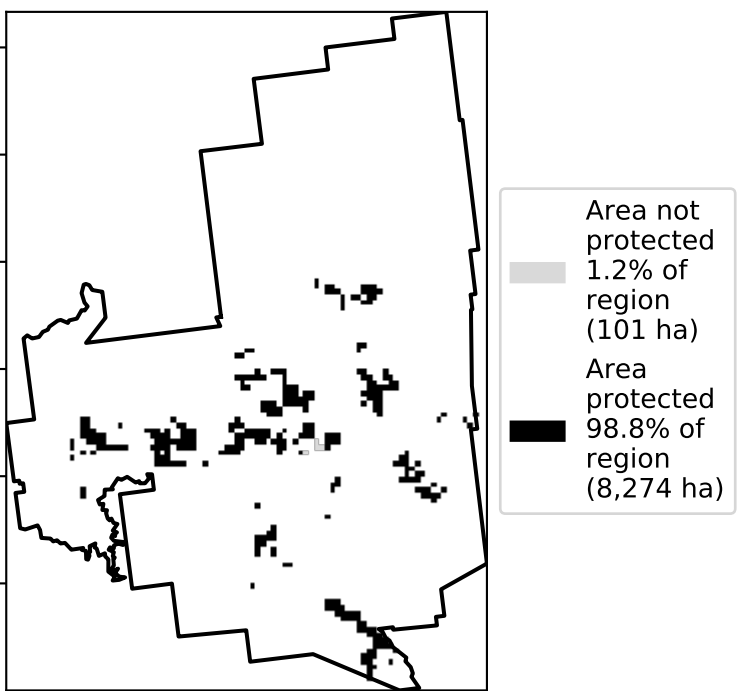 Area not
protected
1.2% of
region
(101 ha)
Area
protected
98.8% of
region
(8,274 ha)